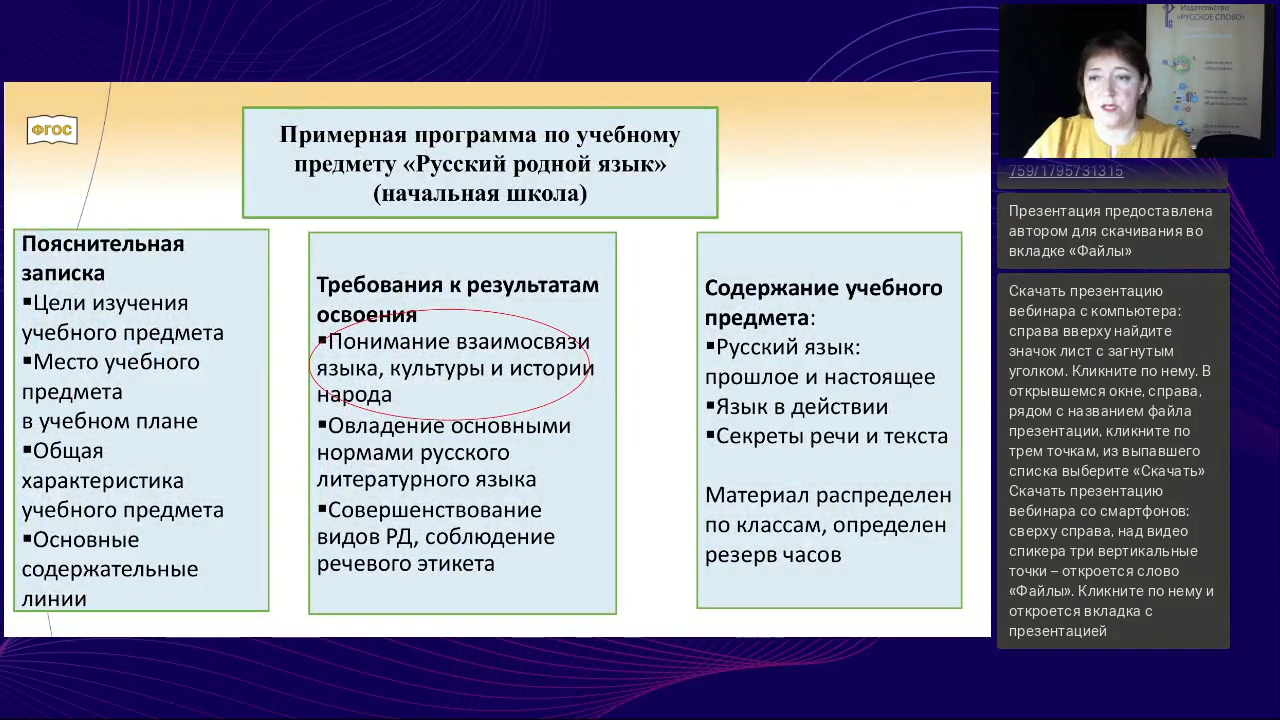 ФГОС
Примерная программа по учебному
предмету «Русский родной язык»
(начальная школа)
Пояснительная
записка
▪Цели изучения
учебного предмета
▪Место учебного
предмета
в учебном плане
▪Общая
характеристика
учебного предмета
▪Основные
содержательные
линии
Требования к результатам
освоения
▪Понимание взаимосвязи
языка, культуры и истории
народа
▪Овладение основными
нормами русского
литературного языка
▪Совершенствование
видов РД, соблюдение
речевого этикета
Содержание учебного
предмета:
▪Русский язык:
прошлое и настоящее
▪Язык в действии
▪Секреты речи и текста
Материал распределен
по классам, определен
резерв часов
Издательство
«РУССКОЕ СЛОВО»
759/1795731315
Презентация предоставлена
автором для скачивания во
вкладке «Файлы»
Скачать презентацию
вебинара с компьютера:
справа вверху найдите
значок лист с загнутым
уголком. Кликните по нему. В
открывшемся окне, справа,
рядом с названием файла
презентации, кликните по
трем точкам, из выпавшего
списка выберите «Скачать»
Скачать презентацию
вебинара со смартфонов:
сверху справа, над видео
спикера три вертикальные
точки – откроется слово
«Файлы». Кликните по нему и
откроется вкладка с
презентацией